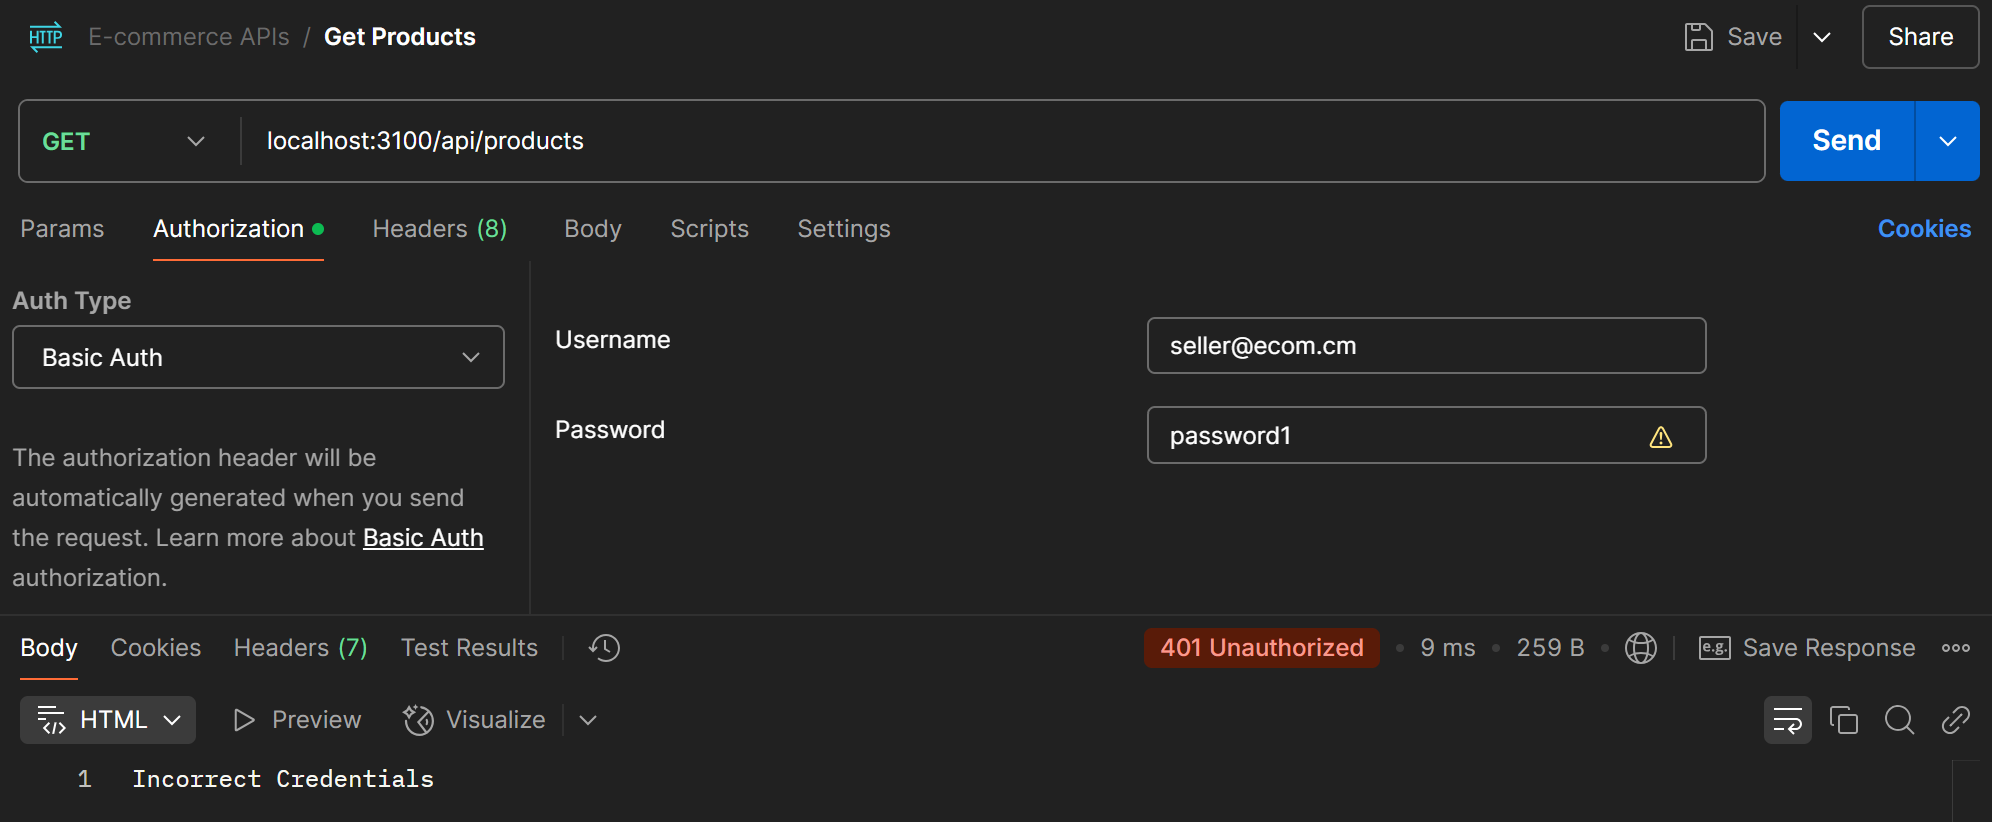 HTTP E-commerce APIs / Get Products Save Share
GET localhost:3100/api/products Send
Params Authorization Headers (8) Body Scripts Settings Cookies
Auth Type
Basic Auth
The authorization header will be
automatically generated when you send
the request. Learn more about Basic Auth
authorization.
Username seller@ecom.cm
Password password1
Body Cookies Headers (7) Test Results 401 Unauthorized • 9 ms • 259 B • e.g. Save Response
HTML Preview Visualize
1 Incorrect Credentials